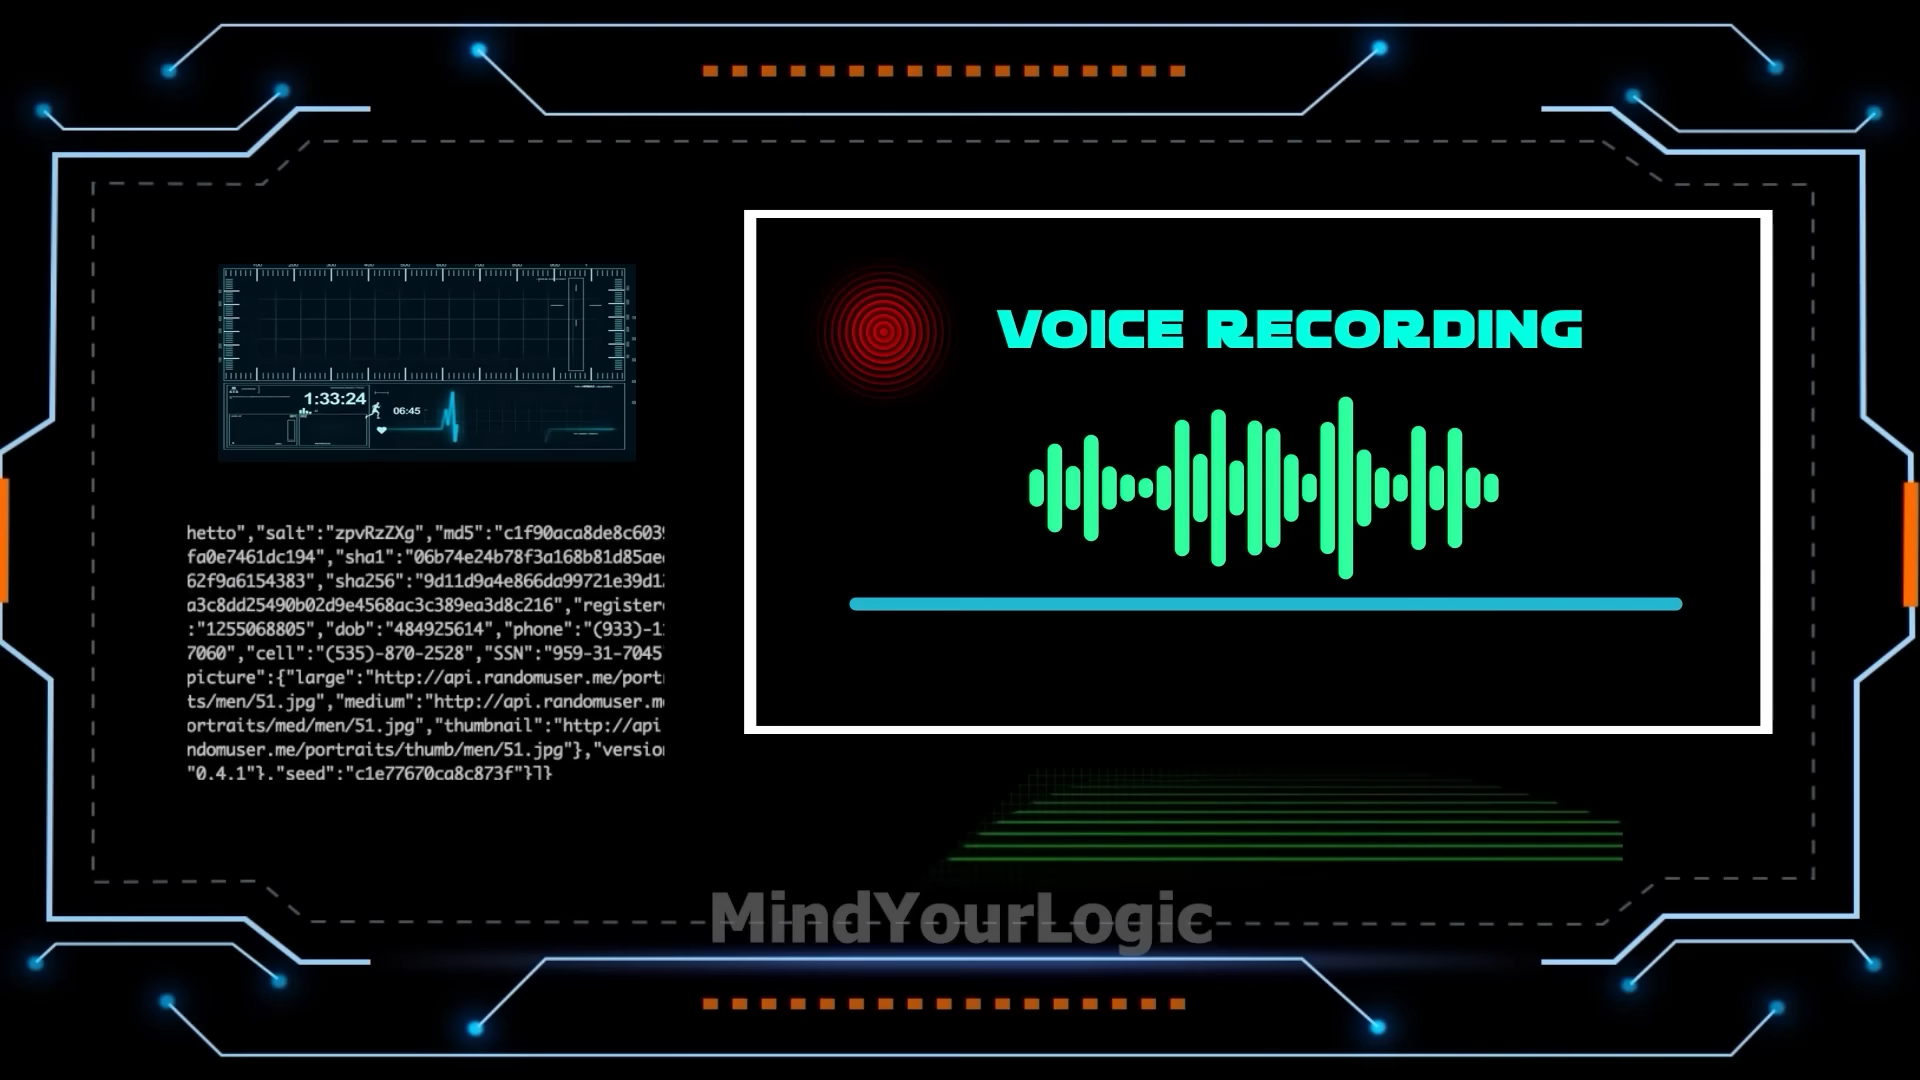 1:33:24
06:45
VOICE RECORDING
hetto","salt":"zpvRzZXg","md5":"c1f90aca8de8c6039
fa0e7461dc194","sha1":"06b74e24b78f3a168b81d85ae
62f9a6154383","sha256":"9d11d9a4e866da99721e39d1
a3c8dd25490b02d9e4568ac3c389ea3d8c216","register
:"1255068805","dob":"484925614","phone":"(933)-1
7060","cell":"(535)-870-2528","SSN":"959-31-7045
picture":{"large":"http://api.randomuser.me/port
ts/men/51.jpg","medium":"http://api.randomuser.m
ortraits/med/men/51.jpg","thumbnail":"http://api
ndomuser.me/portraits/thumb/men/51.jpg"},"version
"0.4.1"},"seed":"c1e77670ca8c873f"}]}
MindYourLogic